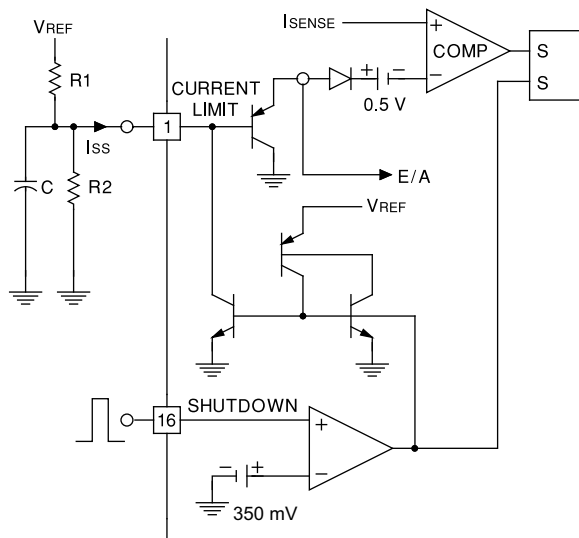 VREF
ISENSE
+
COMP
−
S
S
R1
CURRENT
LIMIT
+
−
0.5 V
1
ISS
C
R2
E/A
VREF
16
SHUTDOWN
+
−
−
+
350 mV